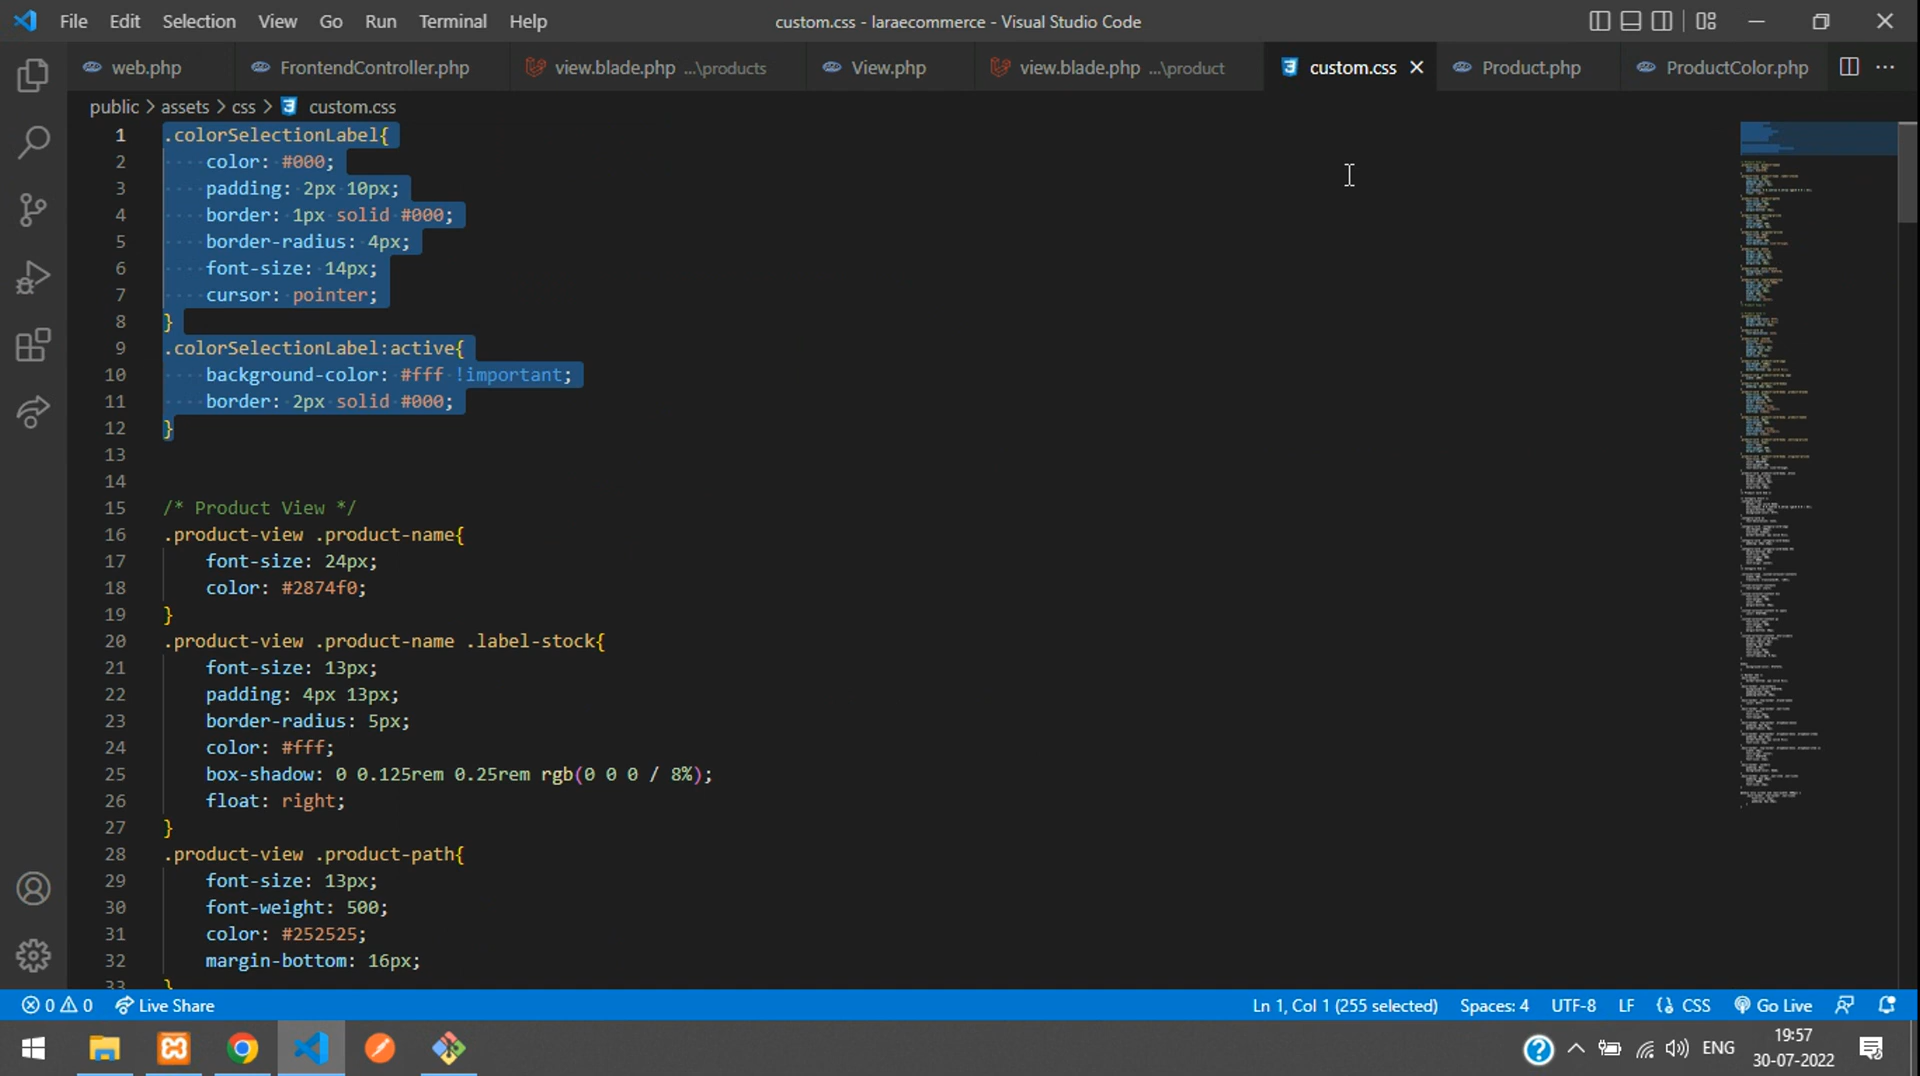 File Edit Selection View Go Run Terminal Help
custom.css - laraecommerce - Visual Studio Code
web.php FrontendController.php view.blade.php ...\products View.php view.blade.php ...\product custom.css Product.php ProductColor.php
public > assets > css > custom.css
1 .colorSelectionLabel{
2 color: #000;
3 padding: 2px 10px;
4 border: 1px solid #000;
5 border-radius: 4px;
6 font-size: 14px;
7 cursor: pointer;
8 }
9 .colorSelectionLabel:active{
10 background-color: #fff !important;
11 border: 2px solid #000;
12 }
13
14
15 /* Product View */
16 .product-view .product-name{
17 font-size: 24px;
18 color: #2874f0;
19 }
20 .product-view .product-name .label-stock{
21 font-size: 13px;
22 padding: 4px 13px;
23 border-radius: 5px;
24 color: #fff;
25 box-shadow: 0 0.125rem 0.25rem rgb(0 0 0 / 8%);
26 float: right;
27 }
28 .product-view .product-path{
29 font-size: 13px;
30 font-weight: 500;
31 color: #252525;
32 margin-bottom: 16px;
33 }
0 0 Live Share Ln 1, Col 1 (255 selected) Spaces: 4 UTF-8 LF CSS Go Live
ENG 19:57
30-07-2022